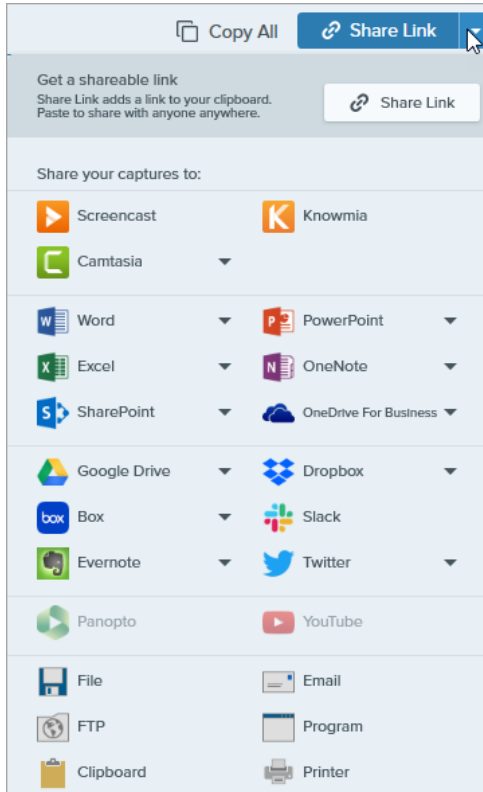 Copy All Share Link
Get a shareable link
Share Link adds a link to your clipboard.
Paste to share with anyone anywhere.
Share Link
Share your captures to:
Screencast Knowmia
Camtasia
Word PowerPoint
Excel OneNote
SharePoint OneDrive For Business
Google Drive Dropbox
box Box Slack
Evernote Twitter
Panopto YouTube
File Email
FTP Program
Clipboard Printer